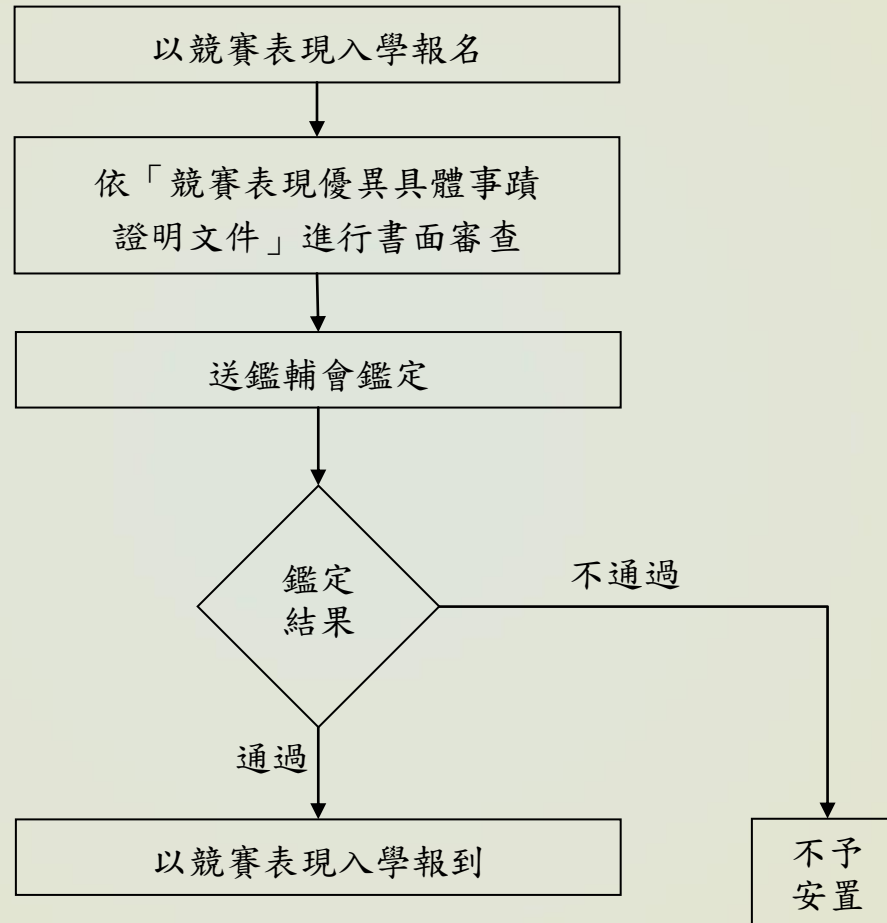 以競賽表現入學報名
依「競賽表現優異具體事蹟
證明文件」進行書面審查
送鑑輔會鑑定
鑑定
結果
不通過
通過
以競賽表現入學報到
不予
安置